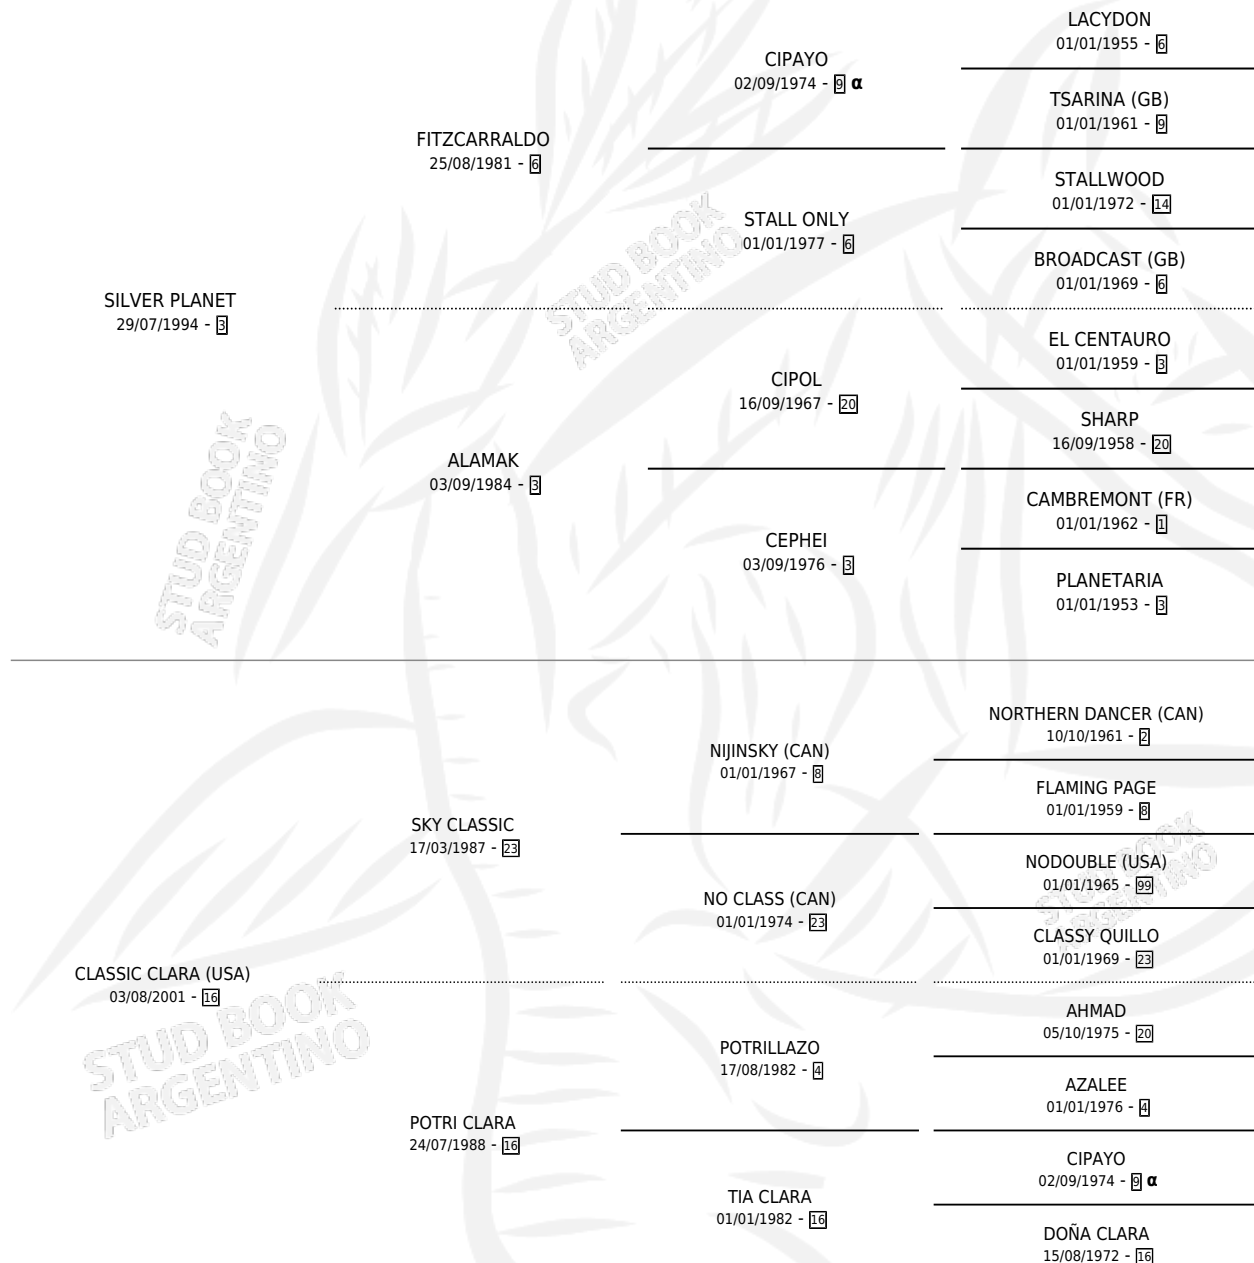 LACYDON
01/01/1955 - 6
CIPAYO
02/09/1974 - 9 α
TSARINA (GB)
01/01/1961 - 9
FITZCARRALDO
25/08/1981 - 6
STALLWOOD
01/01/1972 - 14
STALL ONLY
01/01/1977 - 6
BROADCAST (GB)
01/01/1969 - 6
SILVER PLANET
29/07/1994 - 3
STUD BOOK
ARGENTINO
EL CENTAURO
01/01/1959 - 3
CIPOL
16/09/1967 - 20
SHARP
16/09/1958 - 20
ALAMAK
03/09/1984 - 3
CAMBREMONT (FR)
01/01/1962 - 1
CEPHEI
03/09/1976 - 3
PLANETARIA
01/01/1953 - 3
STUD BOOK
ARGENTINO
NORTHERN DANCER (CAN)
10/10/1961 - 2
NIJINSKY (CAN)
01/01/1967 - 8
FLAMING PAGE
01/01/1959 - 8
SKY CLASSIC
17/03/1987 - 23
NODOUBLE (USA)
01/01/1965 - 99
NO CLASS (CAN)
01/01/1974 - 23
CLASSY QUILLO
01/01/1969 - 23
STUD BOOK
ARGENTINO
CLASSIC CLARA (USA)
03/08/2001 - 16
AHMAD
05/10/1975 - 20
POTRILLAZO
17/08/1982 - 4
AZALEE
01/01/1976 - 4
POTRI CLARA
24/07/1988 - 16
CIPAYO
02/09/1974 - 9 α
TIA CLARA
01/01/1982 - 16
DOÑA CLARA
15/08/1972 - 16
STUD BOOK
ARGENTINO